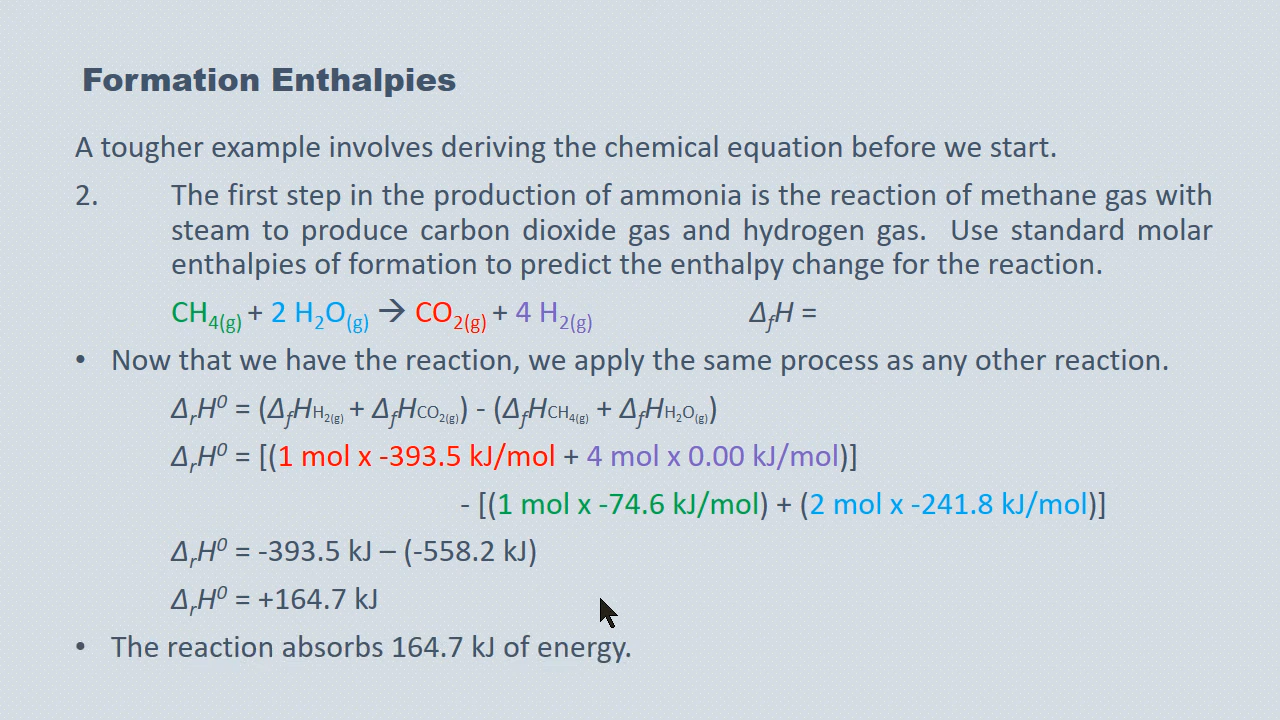 Formation Enthalpies
A tougher example involves deriving the chemical equation before we start.
2. The first step in the production of ammonia is the reaction of methane gas with
steam to produce carbon dioxide gas and hydrogen gas. Use standard molar
enthalpies of formation to predict the enthalpy change for the reaction.
CH₄₍g₎ + 2 H₂O₍g₎ → CO₂₍g₎ + 4 H₂₍g₎ ΔfH =
• Now that we have the reaction, we apply the same process as any other reaction.
ΔrH⁰ = (ΔfHH₂₍g₎ + ΔfHCO₂₍g₎) - (ΔfHCH₄₍g₎ + ΔfHH₂O₍g₎)
ΔrH⁰ = [(1 mol x -393.5 kJ/mol + 4 mol x 0.00 kJ/mol)]
- [(1 mol x -74.6 kJ/mol) + (2 mol x -241.8 kJ/mol)]
ΔrH⁰ = -393.5 kJ – (-558.2 kJ)
ΔrH⁰ = +164.7 kJ
• The reaction absorbs 164.7 kJ of energy.